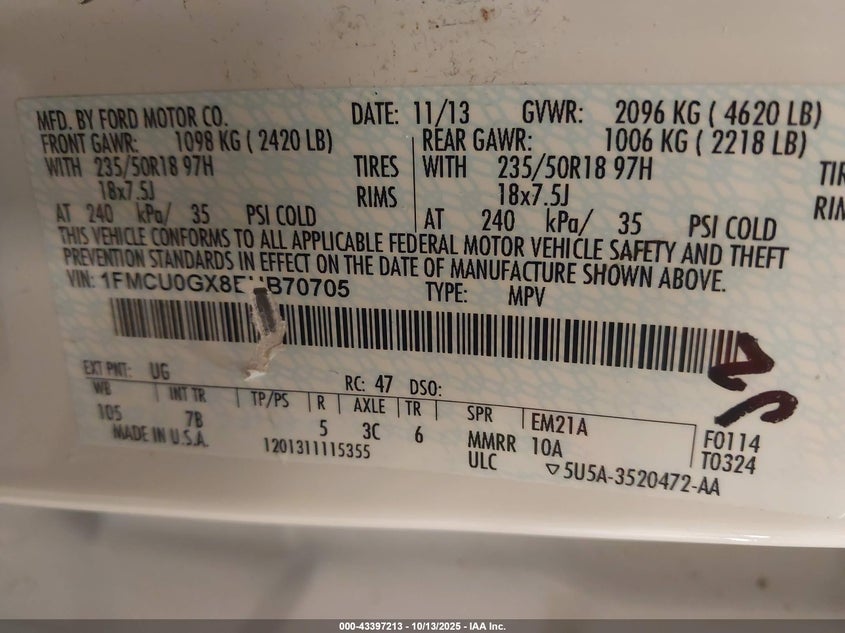 MFD. BY FORD MOTOR CO. DATE: 11/13 GVWR: 2096 KG ( 4620 LB)
FRONT GAWR: 1098 KG ( 2420 LB) REAR GAWR: 1006 KG ( 2218 LB)
WITH 235/50R18 97H TIRES WITH 235/50R18 97H TIR
18x7.5J RIMS 18x7.5J RIM
AT 240 kPa/ 35 PSI COLD AT 240 kPa/ 35 PSI COLD
THIS VEHICLE CONFORMS TO ALL APPLICABLE FEDERAL MOTOR VEHICLE SAFETY AND THEFT
PREVENTION STANDARDS IN EFFECT ON THE DATE OF MANUFACTURE SHOWN ABOVE.
VIN: TYPE: MPV
EXT PNT: UG RC: 47 DSO:
WB INT TR TP/PS R AXLE TR SPR EM21A F0114
105 7B 5 3C 6 MMRR 10A T0324
MADE IN U.S.A. 1201311115355 ULC ▽5U5A-3520472-AA
000-43397213 - 10/13/2025 - IAA Inc.